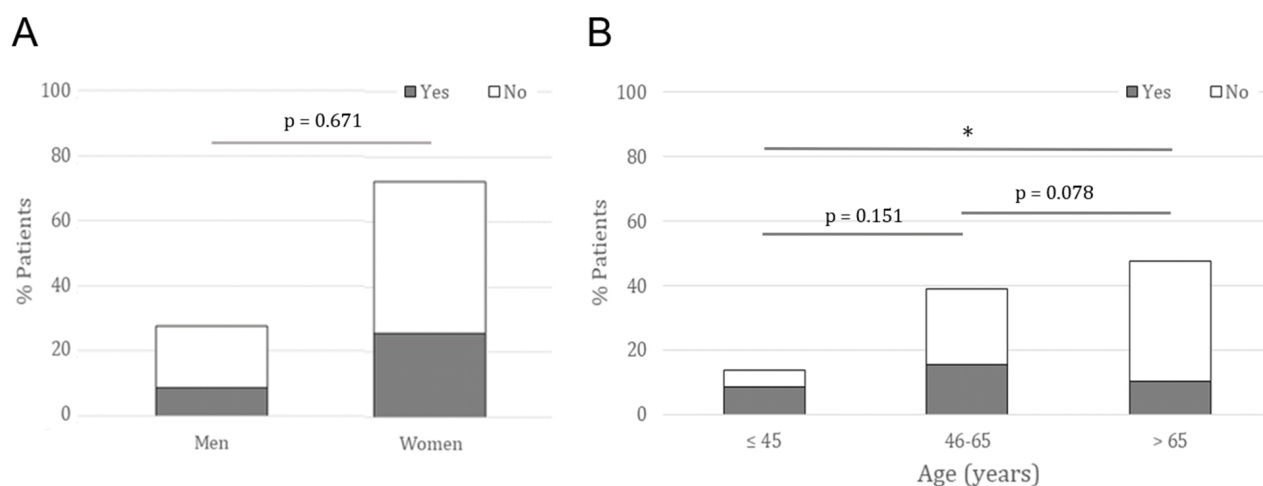 A
100
80
60
40
20
0
% Patients
Yes No
p = 0.671
Men Women
B
100
80
60
40
20
0
% Patients
Yes No
*
p = 0.151
p = 0.078
≤ 45 46-65 > 65
Age (years)